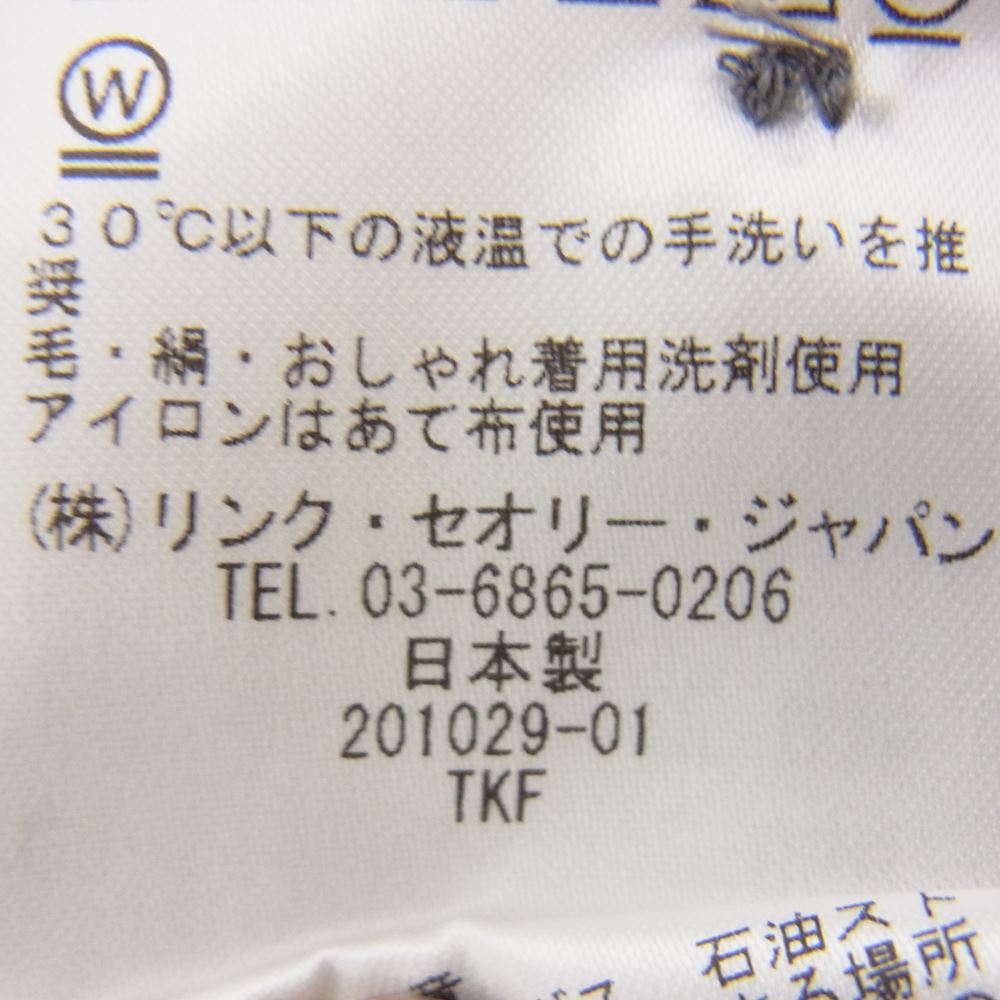 W
３０℃以下の液温での手洗いを推
奨
毛・絹・おしゃれ着用洗剤使用
アイロンはあて布使用
(株)リンク・セオリー・ジャパン
TEL. 03-6865-0206
日本製
201029-01
TKF
石油スト
る場所